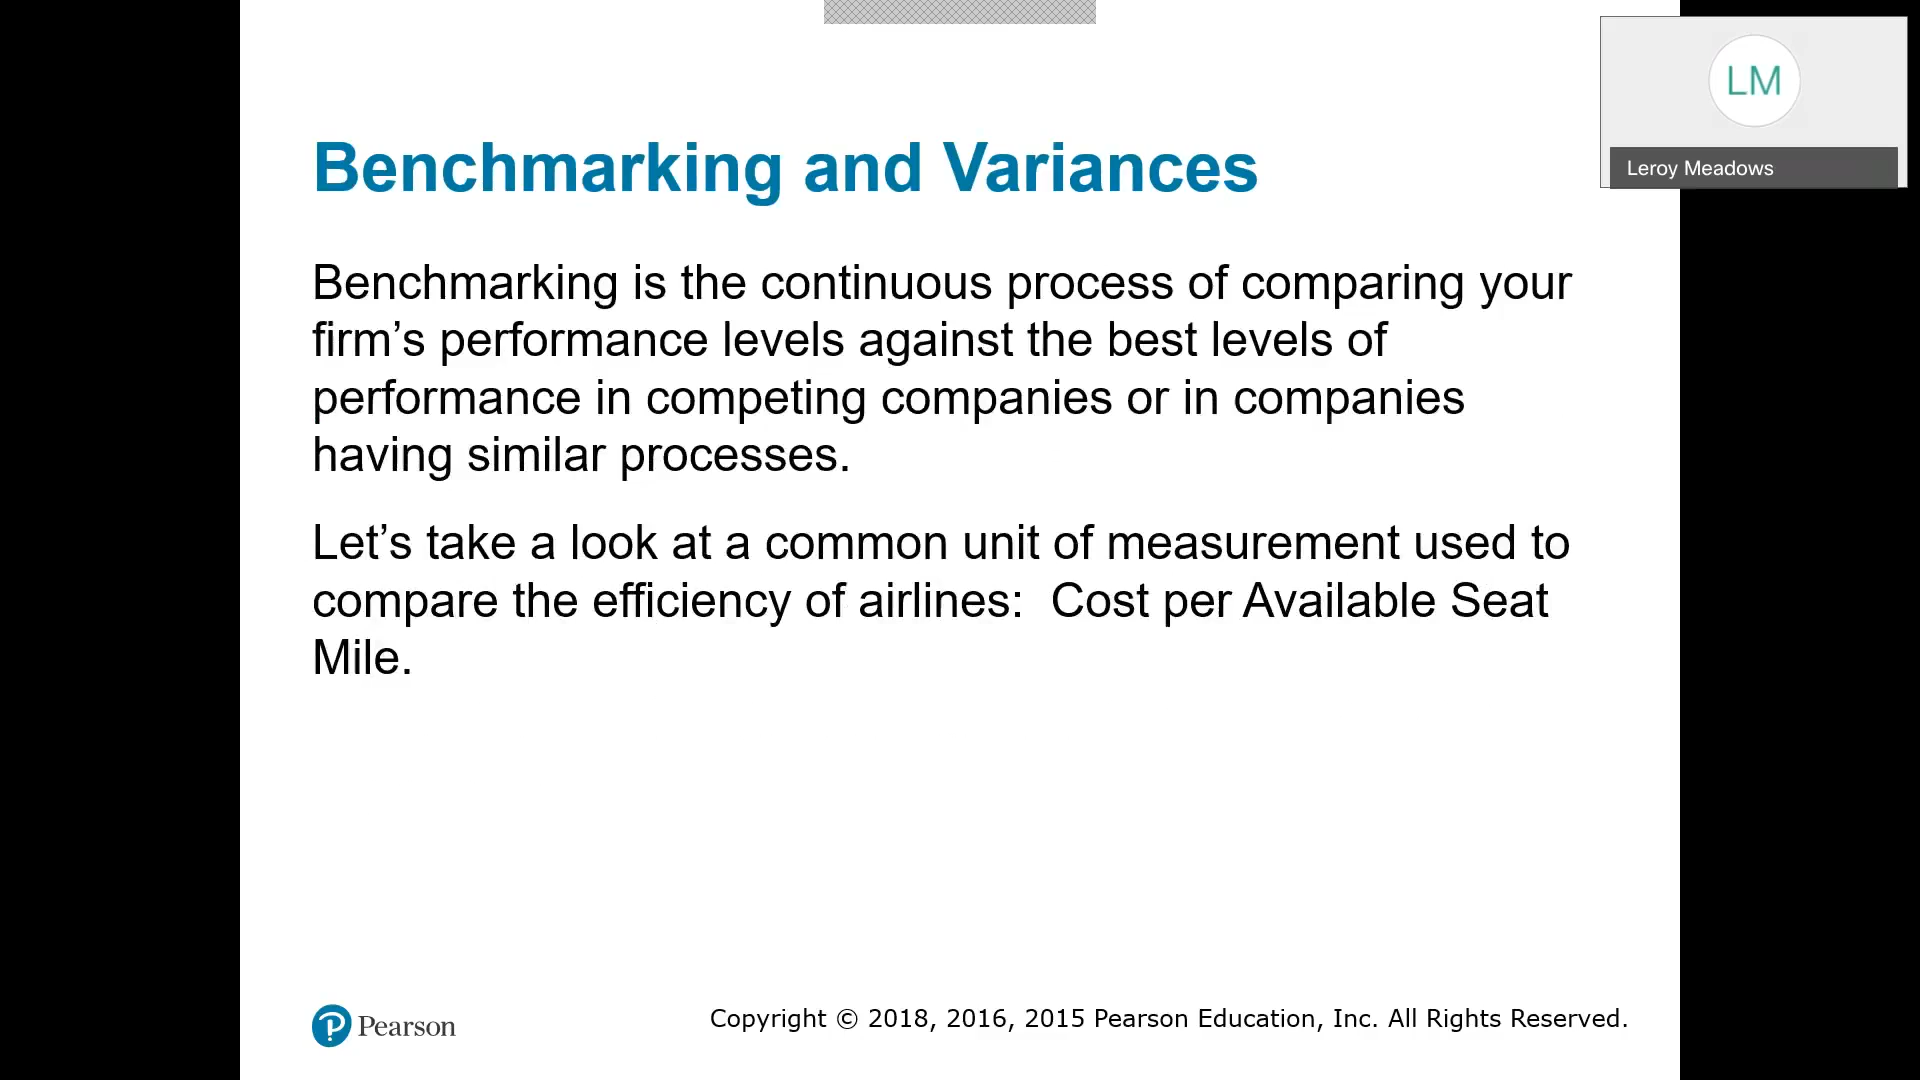 LM
Leroy Meadows
Benchmarking and Variances
Benchmarking is the continuous process of comparing your
firm’s performance levels against the best levels of
performance in competing companies or in companies
having similar processes.
Let’s take a look at a common unit of measurement used to
compare the efficiency of airlines:  Cost per Available Seat
Mile.
Pearson
Copyright © 2018, 2016, 2015 Pearson Education, Inc. All Rights Reserved.